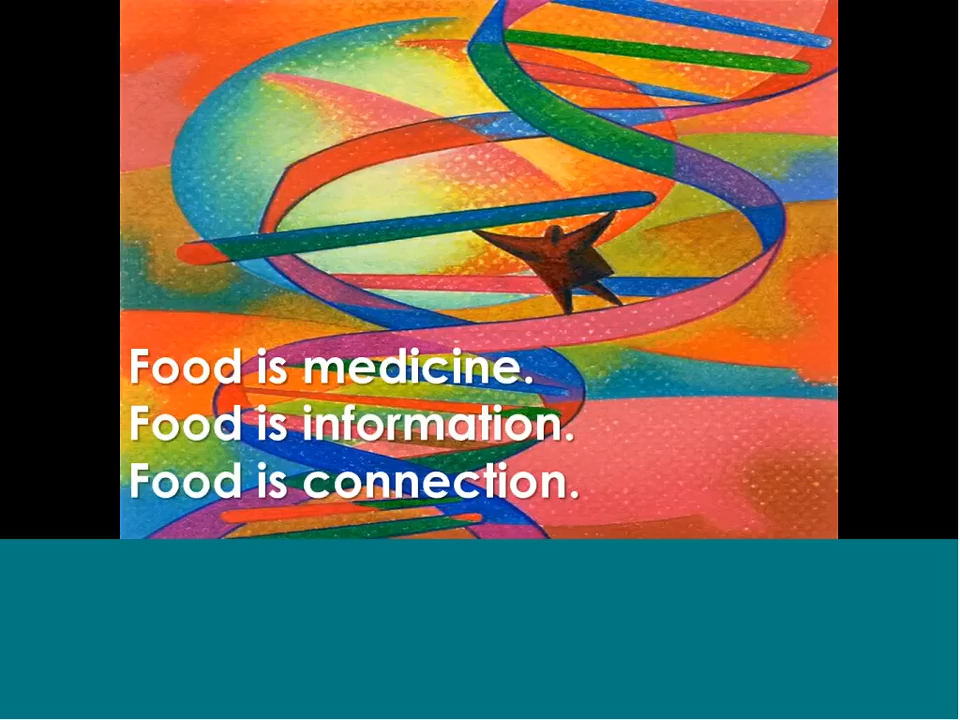 Food is medicine.
Food is information.
Food is connection.